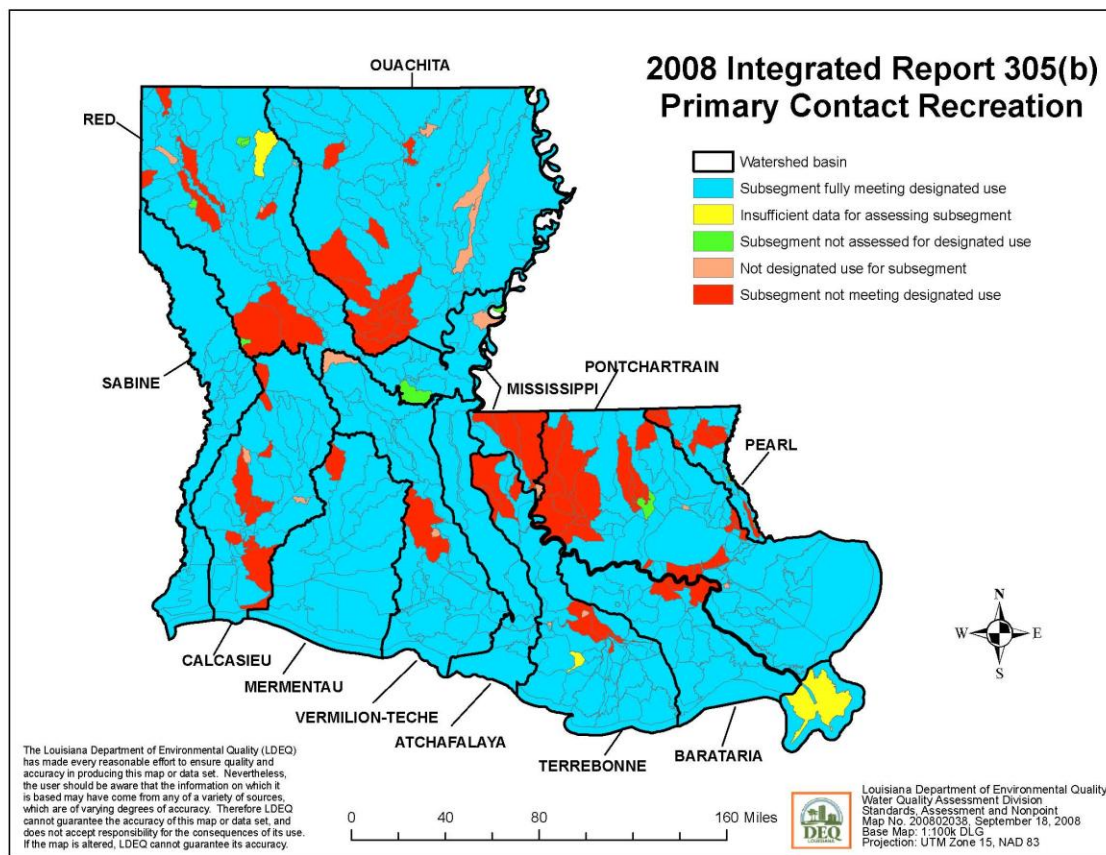 2008 Integrated Report 305(b)
Primary Contact Recreation
Watershed basin
Subsegment fully meeting designated use
Insufficient data for assessing subsegment
Subsegment not assessed for designated use
Not designated use for subsegment
Subsegment not meeting designated use
OUACHITA
RED
SABINE
MISSISSIPPI
PONTCHARTRAIN
PEARL
CALCASIEU
MERMENTAU
VERMILION-TECHE
ATCHAFALAYA
TERREBONNE
BARATARIA
N
W
E
S
The Louisiana Department of Environmental Quality (LDEQ)
has made every reasonable effort to ensure quality and
accuracy in producing this map or data set. Nevertheless,
the user should be aware that the information on which it
is based may have come from any of a variety of sources,
which are of varying degrees of accuracy. Therefore LDEQ
cannot guarantee the accuracy of this map or data set, and
does not accept responsibility for the consequences of its use.
If the map is altered, LDEQ cannot guarantee its accuracy.
0 40 80 160 Miles
DEQ
LOUISIANA
Louisiana Department of Environmental Quality
Water Quality Assessment Division
Standards, Assessment and Nonpoint
Map No. 200802038, September 18, 2008
Base Map: 1:100k DLG
Projection: UTM Zone 15, NAD 83